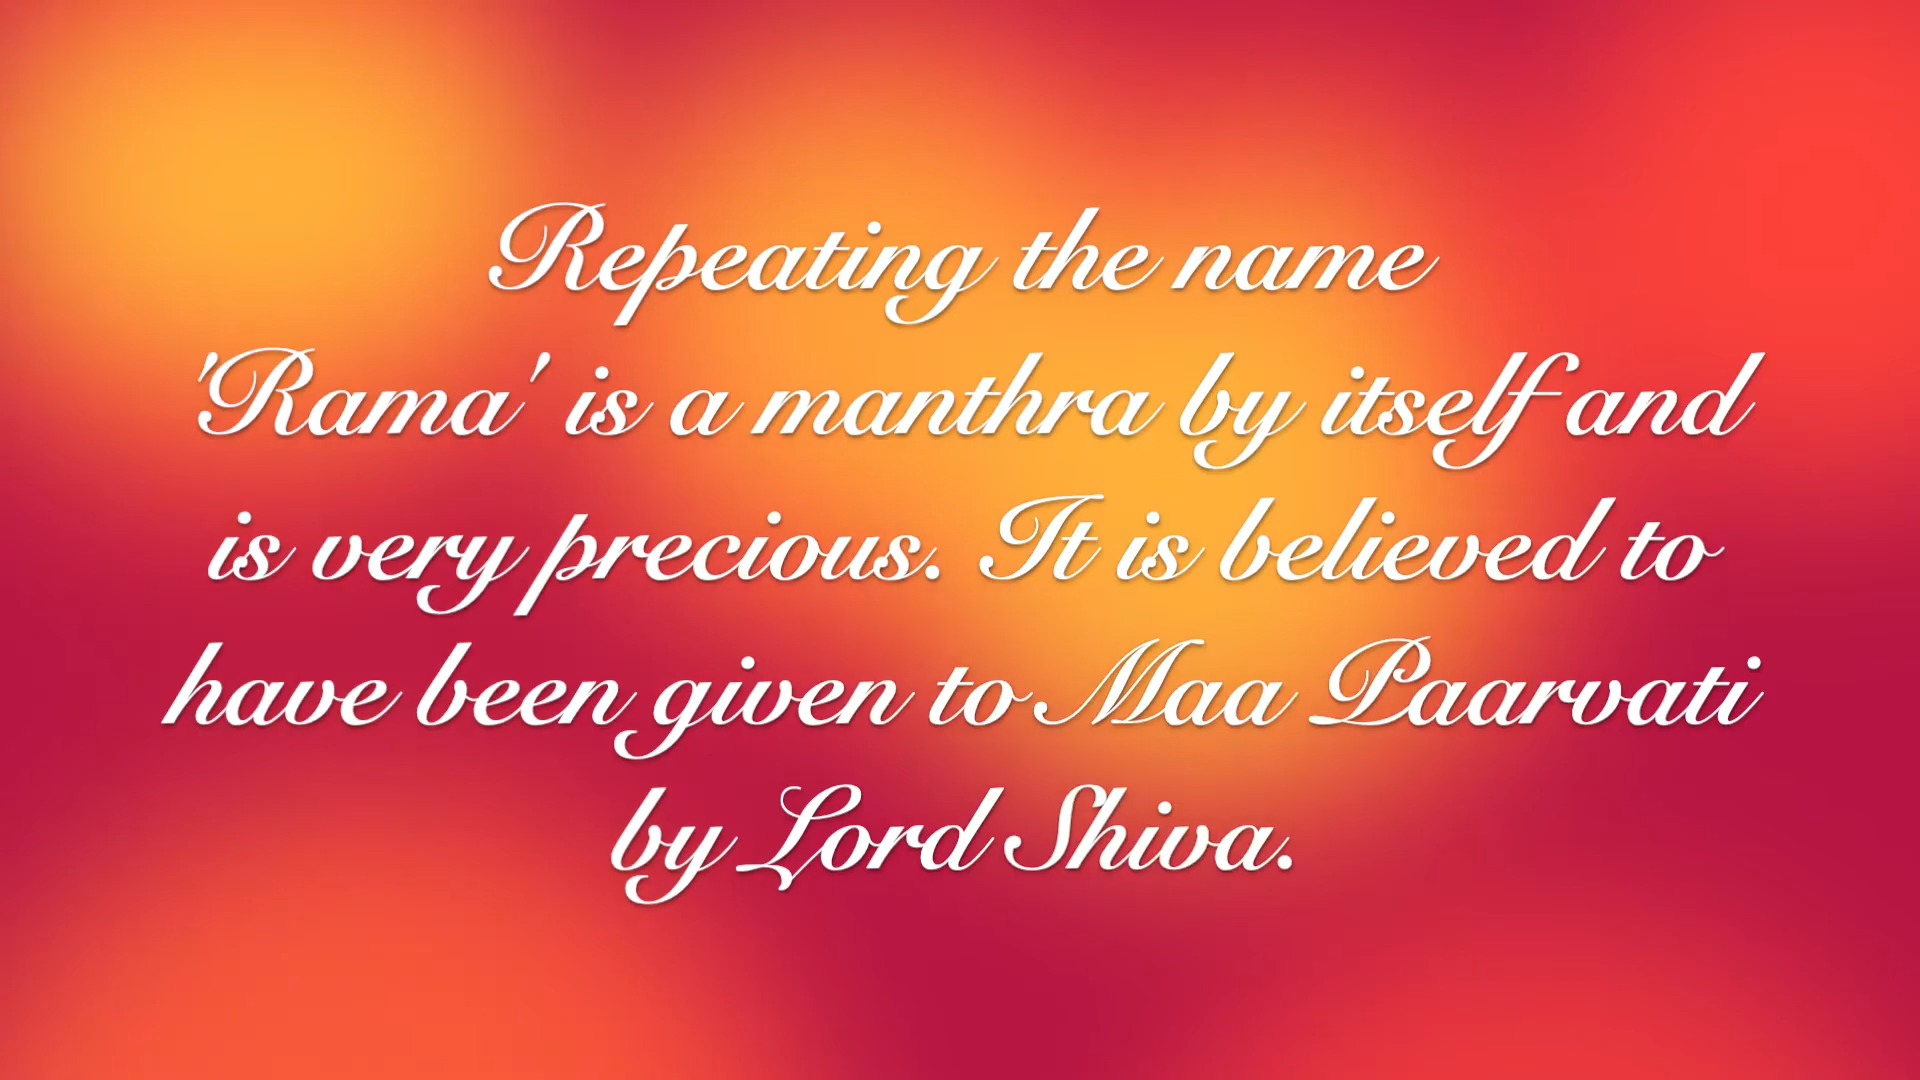 Repeating the name
'Rama' is a manthra by itself and
is very precious. It is believed to
have been given to Maa Paarvati
by Lord Shiva.